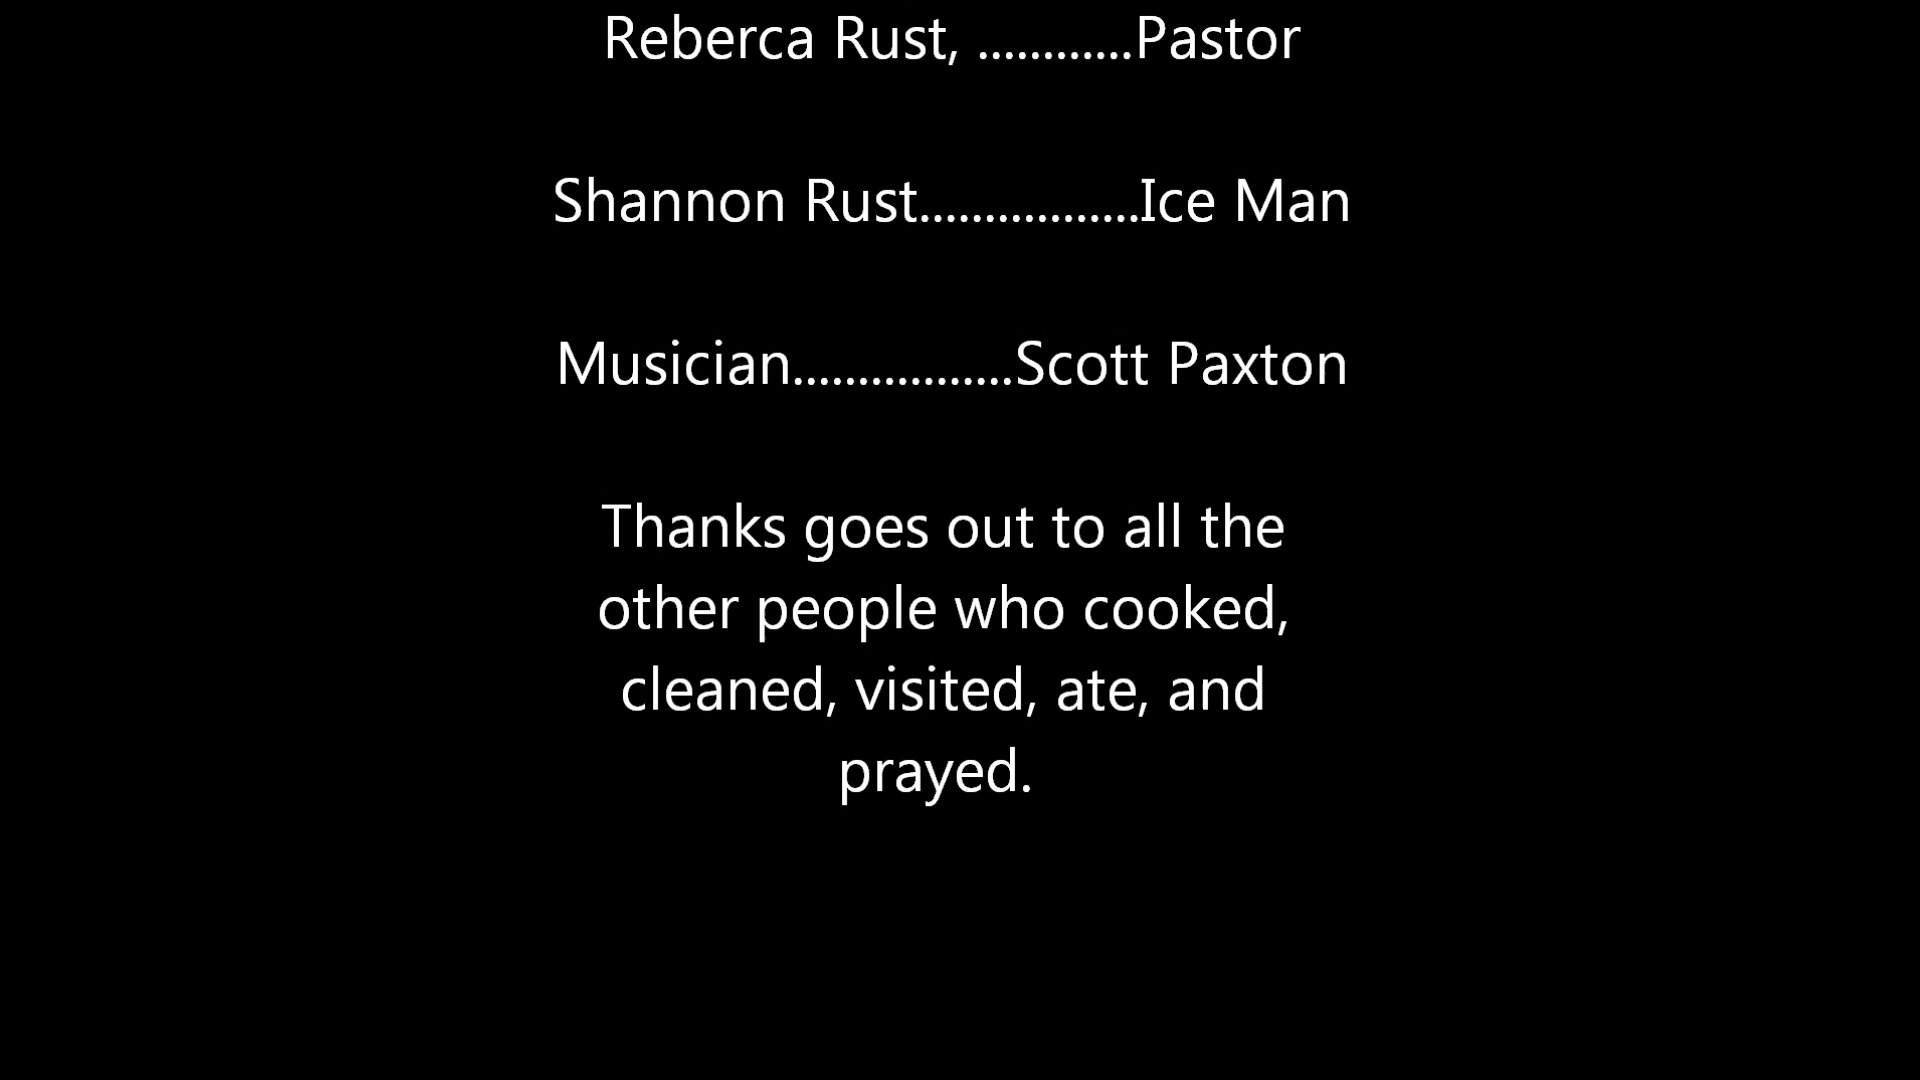 Reberca Rust, ............Pastor
Shannon Rust.................Ice Man
Musician.................Scott Paxton
Thanks goes out to all the
other people who cooked,
cleaned, visited, ate, and
prayed.